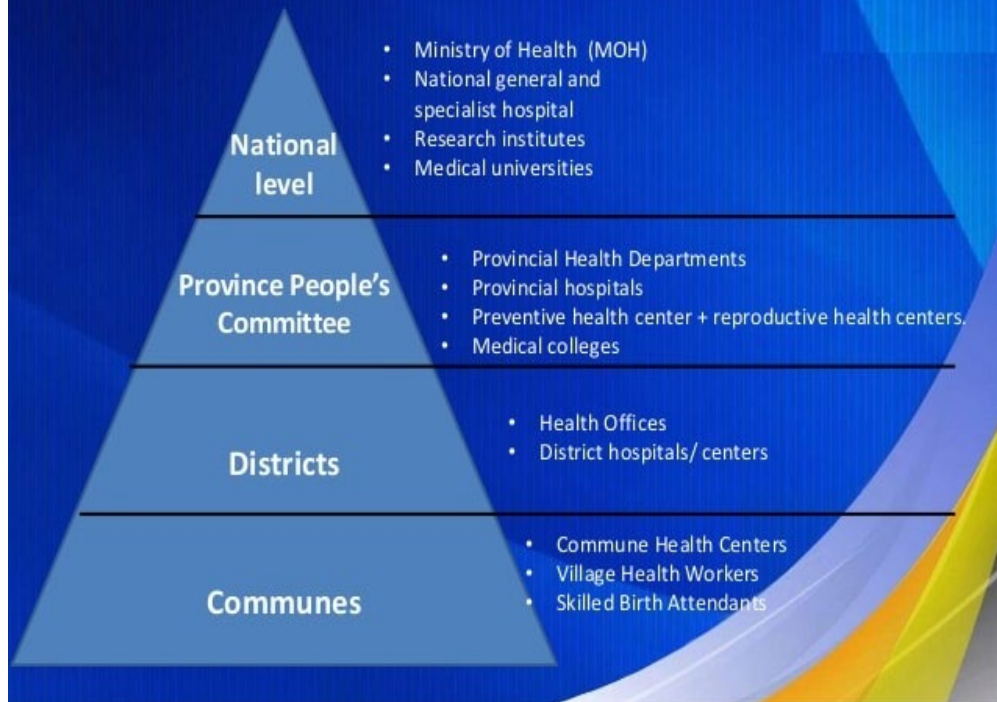 • Ministry of Health (MOH)
• National general and
specialist hospital
• Research institutes
• Medical universities
National
level
• Provincial Health Departments
• Provincial hospitals
• Preventive health center + reproductive health centers.
• Medical colleges
Province People's
Committee
• Health Offices
• District hospitals/ centers
Districts
• Commune Health Centers
• Village Health Workers
• Skilled Birth Attendants
Communes